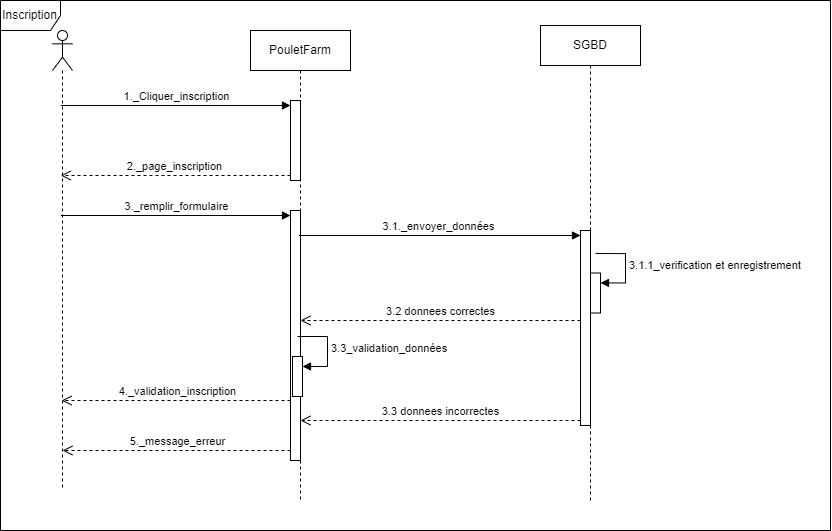 Inscription
PouletFarm
SGBD
1._Cliquer_inscription
2._page_inscription
3._remplir_formulaire
3.1._envoyer_données
3.1.1_verification et enregistrement
3.2 donnees correctes
3.3_validation_données
4._validation_inscription
3.3 donnees incorrectes
5._message_erreur